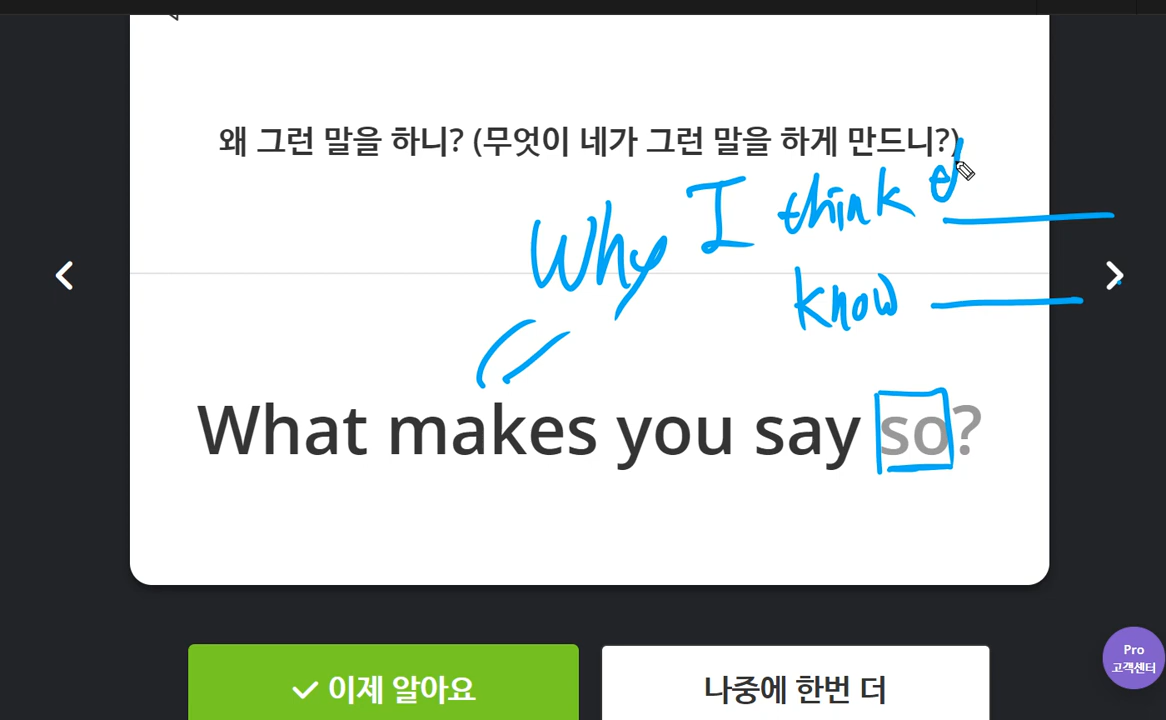 왜 그런 말을 하니? (무엇이 네가 그런 말을 하게 만드니?)
Why I think
know
What makes you say so?
Pro
고객센터
이제 알아요
나중에 한번 더